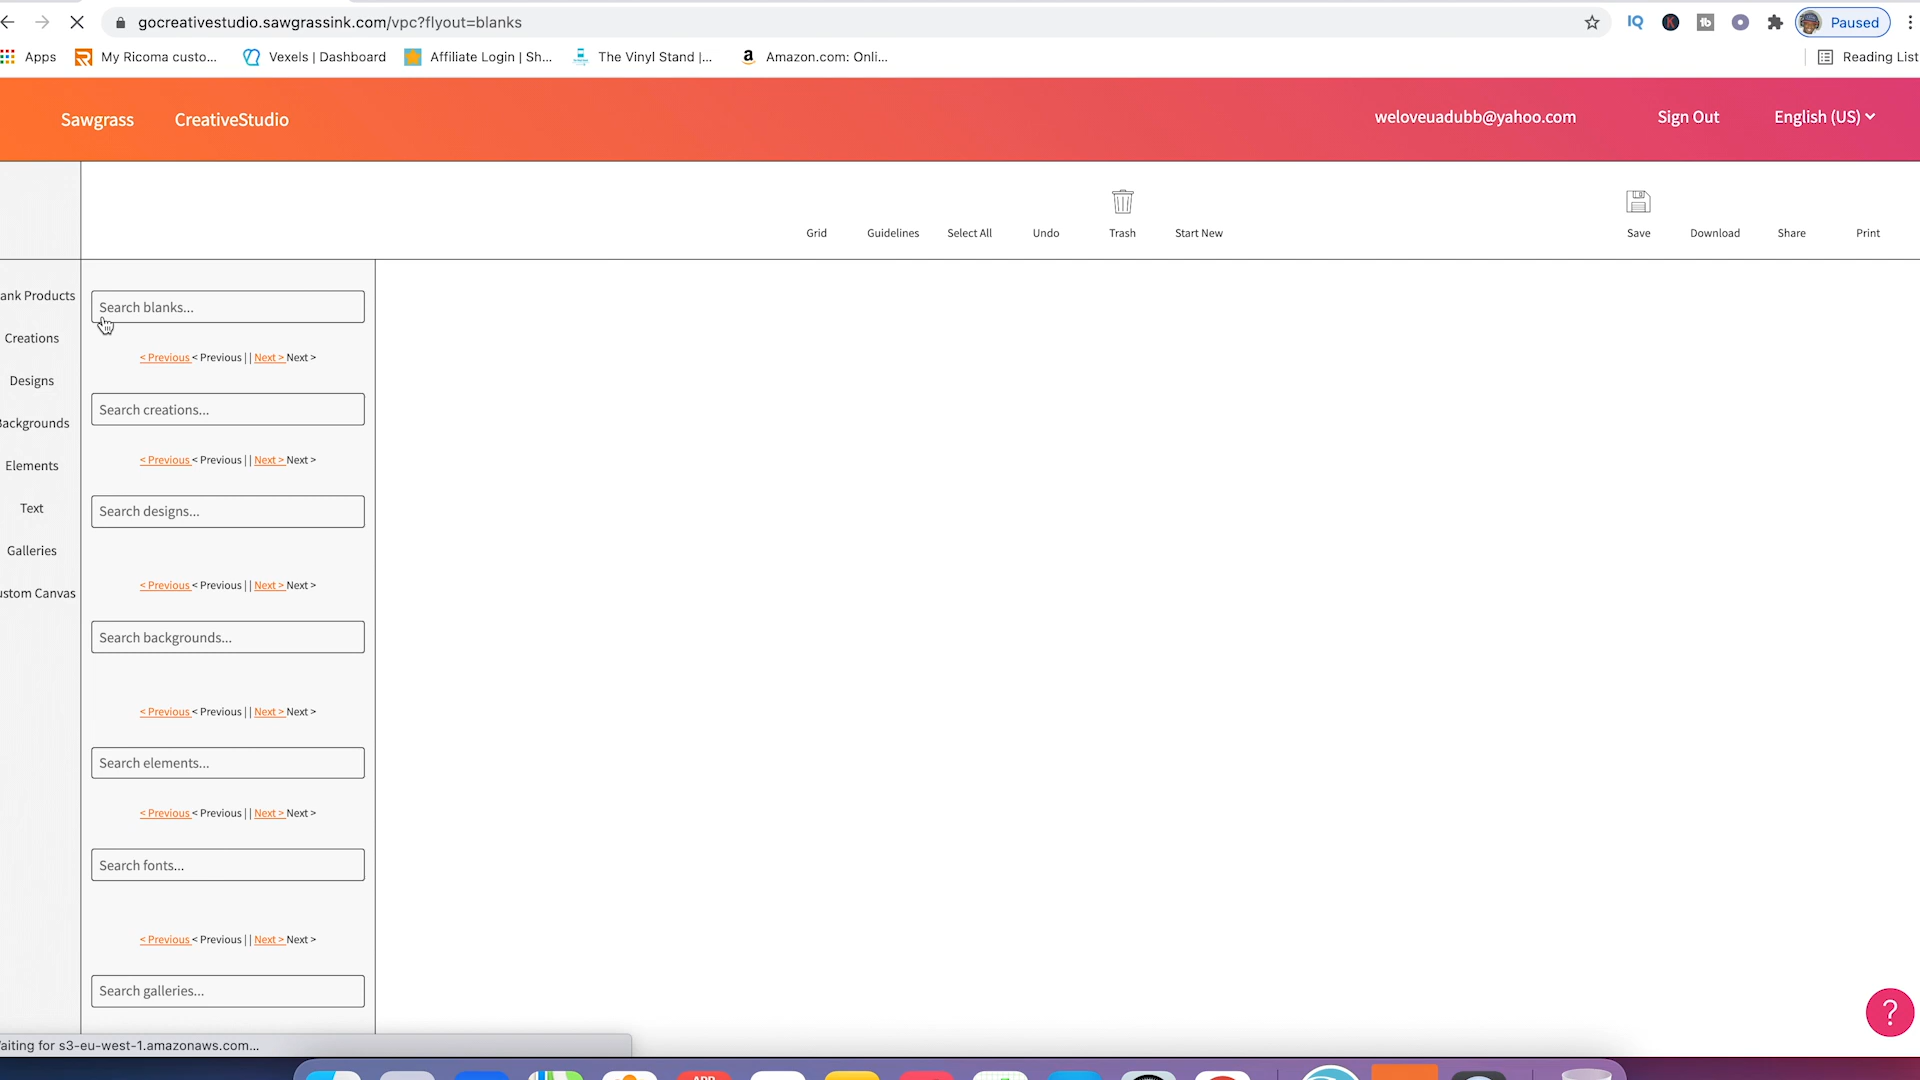 gocreativestudio.sawgrassink.com/vpc?flyout=blanks
IQ
K
tb
Paused
Apps
My Ricoma custo...
Vexels | Dashboard
Affiliate Login | Sh...
The Vinyl Stand |...
a
Amazon.com: Onli...
Reading List
Sawgrass
CreativeStudio
weloveuadubb@yahoo.com
Sign Out
English (US)
Grid
Guidelines
Select All
Undo
Trash
Start New
Save
Download
Share
Print
ank Products
Creations
Designs
Backgrounds
Elements
Text
Galleries
ustom Canvas
Search blanks...
< Previous < Previous | | Next > Next >
Search creations...
< Previous < Previous | | Next > Next >
Search designs...
< Previous < Previous | | Next > Next >
Search backgrounds...
< Previous < Previous | | Next > Next >
Search elements...
< Previous < Previous | | Next > Next >
Search fonts...
< Previous < Previous | | Next > Next >
Search galleries...
?
aiting for s3-eu-west-1.amazonaws.com...